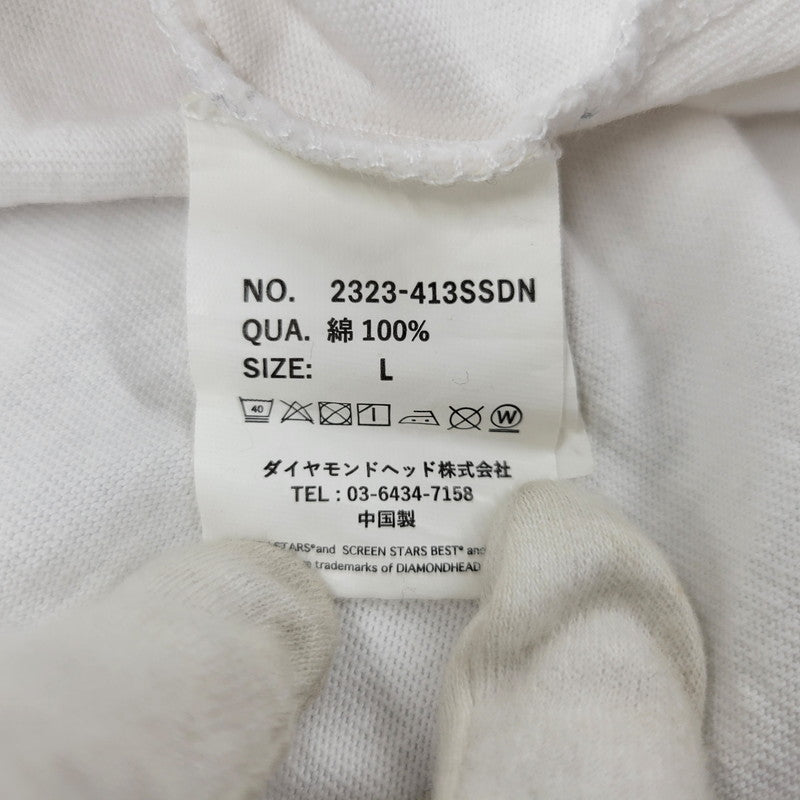 NO. 2323-413SSDN
QUA. 綿 100%
SIZE: L
40 W
ダイヤモンドヘッド株式会社
TEL : 03-6434-7158
中国製
STARS® and SCREEN STARS BEST® and
trademarks of DIAMONDHEAD